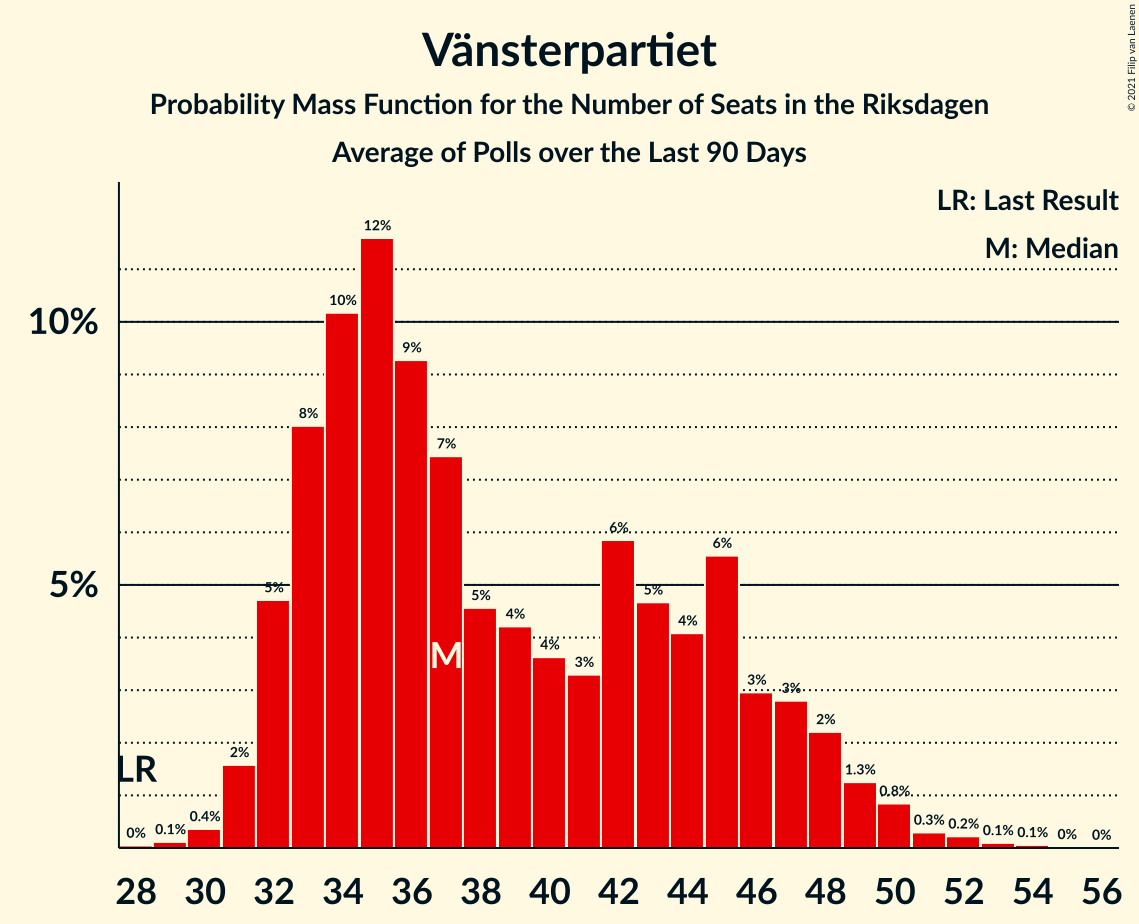 Vänsterpartiet
Probability Mass Function for the Number of Seats in the Riksdagen
Average of Polls over the Last 90 Days
© 2021 Filip van Laenen
LR: Last Result
M: Median
10%
5%
0% 0.1% 0.4% 2% 5% 8% 10% 12% 9% 7% 5% 4% 4% 3% 6% 5% 4% 6% 3% 3% 2% 1.3% 0.8% 0.3% 0.2% 0.1% 0.1% 0% 0%
M
LR
28 30 32 34 36 38 40 42 44 46 48 50 52 54 56